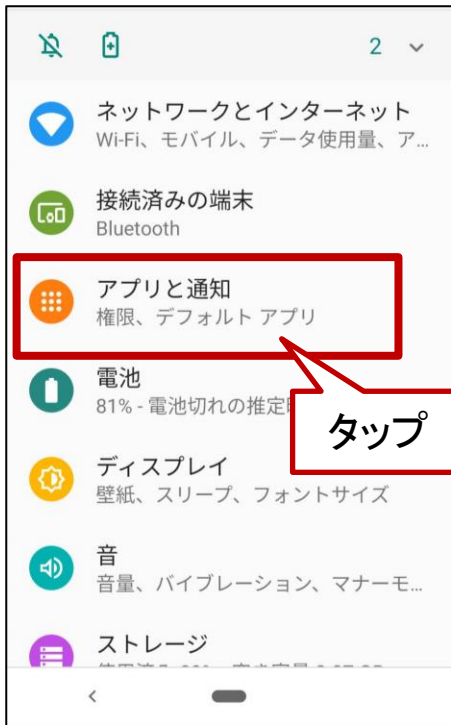 2
ネットワークとインターネット
Wi-Fi、モバイル、データ使用量、ア...
接続済みの端末
Bluetooth
アプリと通知
権限、デフォルト アプリ
電池
81% - 電池切れの推定
タップ
ディスプレイ
壁紙、スリープ、フォントサイズ
音
音量、バイブレーション、マナーモ...
ストレージ